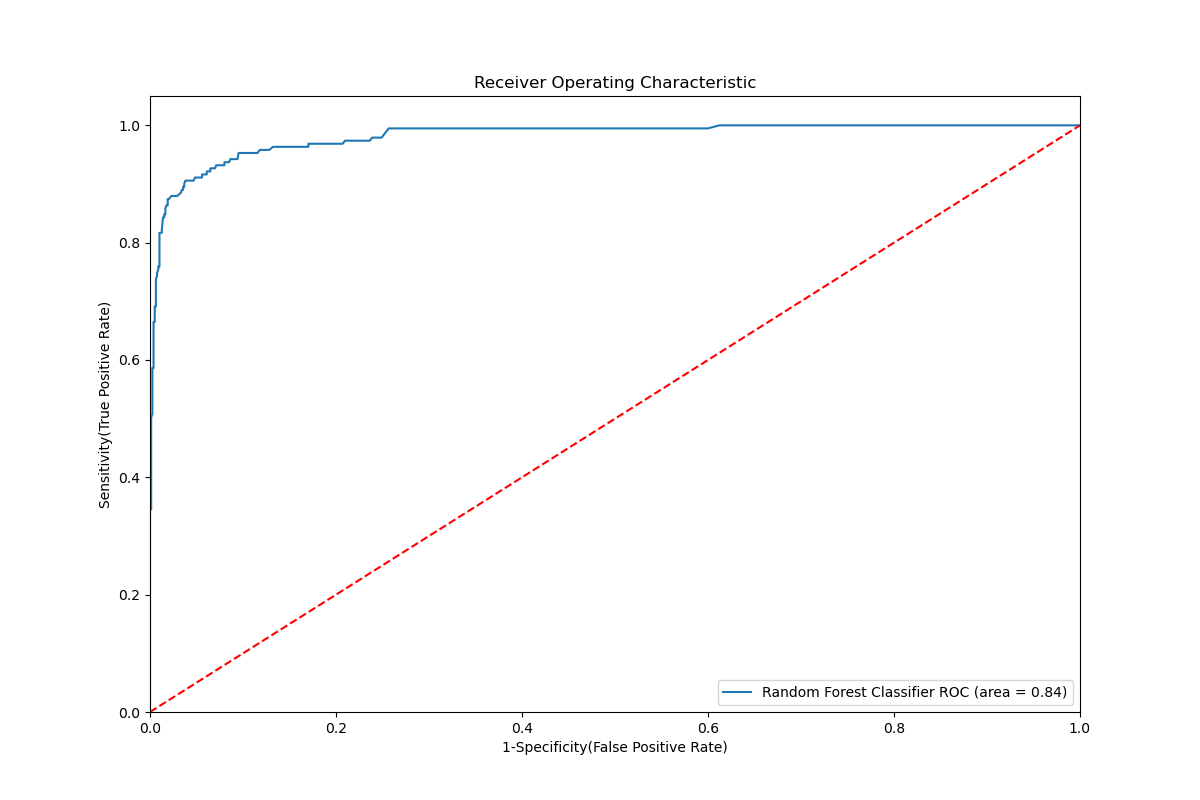 Receiver Operating Characteristic
1.0
0.8
0.6
0.4
0.2
0.0
Sensitivity(True Positive Rate)
Random Forest Classifier ROC (area = 0.84)
0.0 0.2 0.4 0.6 0.8 1.0
1-Specificity(False Positive Rate)